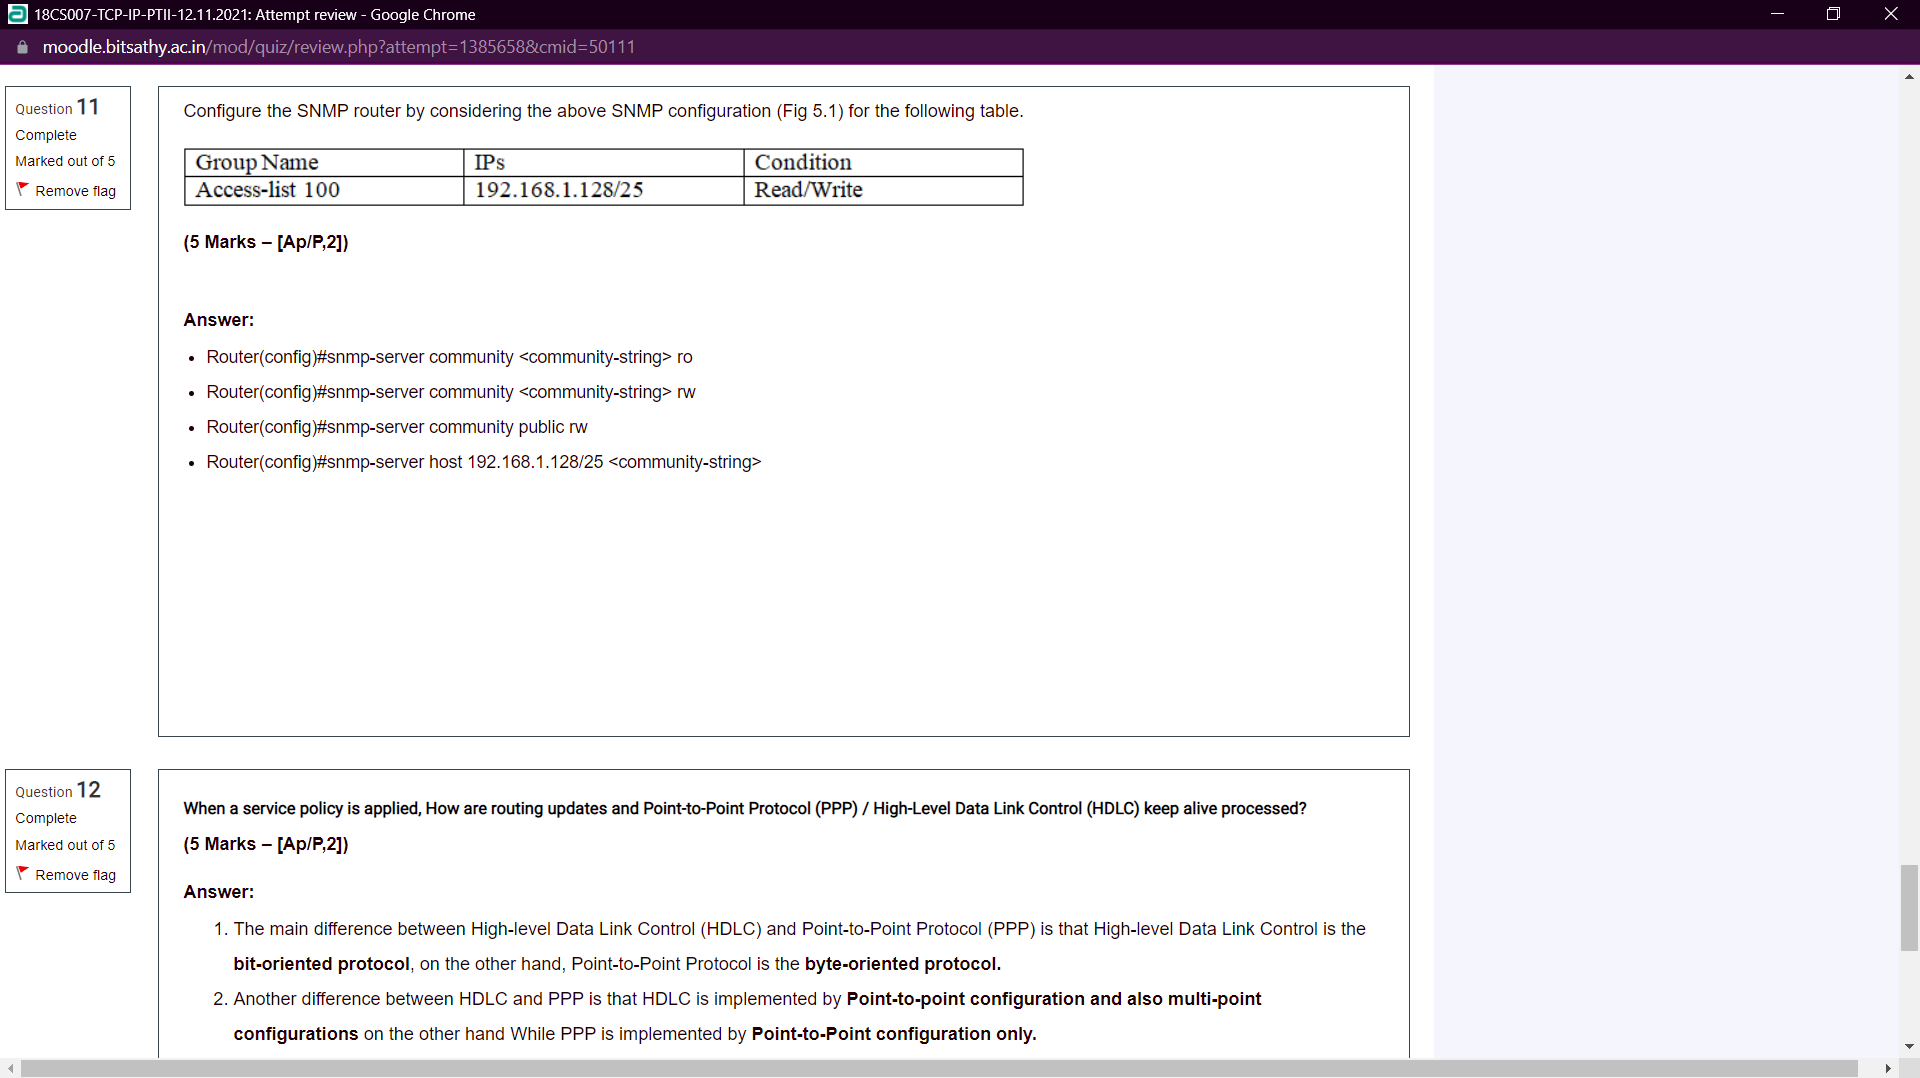 18CS007-TCP-IP-PTII-12.11.2021: Attempt review - Google Chrome
moodle.bitsathy.ac.in/mod/quiz/review.php?attempt=1385658&cmid=50111
Question 11
Complete
Marked out of 5
Remove flag
Configure the SNMP router by considering the above SNMP configuration (Fig 5.1) for the following table.
Group Name IPs Condition
Access-list 100 192.168.1.128/25 Read/Write
(5 Marks – [Ap/P,2])
Answer:
• Router(config)#snmp-server community <community-string> ro
• Router(config)#snmp-server community <community-string> rw
• Router(config)#snmp-server community public rw
• Router(config)#snmp-server host 192.168.1.128/25 <community-string>
Question 12
Complete
Marked out of 5
Remove flag
When a service policy is applied, How are routing updates and Point-to-Point Protocol (PPP) / High-Level Data Link Control (HDLC) keep alive processed?
(5 Marks – [Ap/P,2])
Answer:
1. The main difference between High-level Data Link Control (HDLC) and Point-to-Point Protocol (PPP) is that High-level Data Link Control is the
bit-oriented protocol, on the other hand, Point-to-Point Protocol is the byte-oriented protocol.
2. Another difference between HDLC and PPP is that HDLC is implemented by Point-to-point configuration and also multi-point
configurations on the other hand While PPP is implemented by Point-to-Point configuration only.